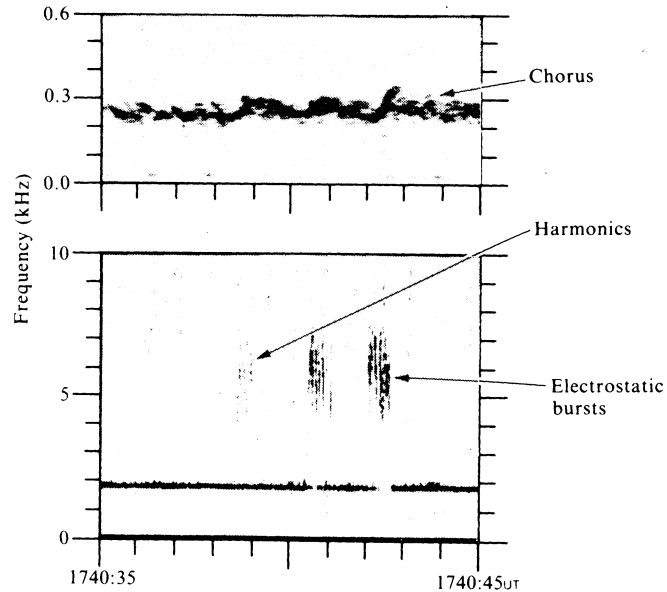 0.6
Chorus
0.3
0.0
Frequency (kHz)
10
Harmonics
5
Electrostatic
bursts
0
1740:35
1740:45UT